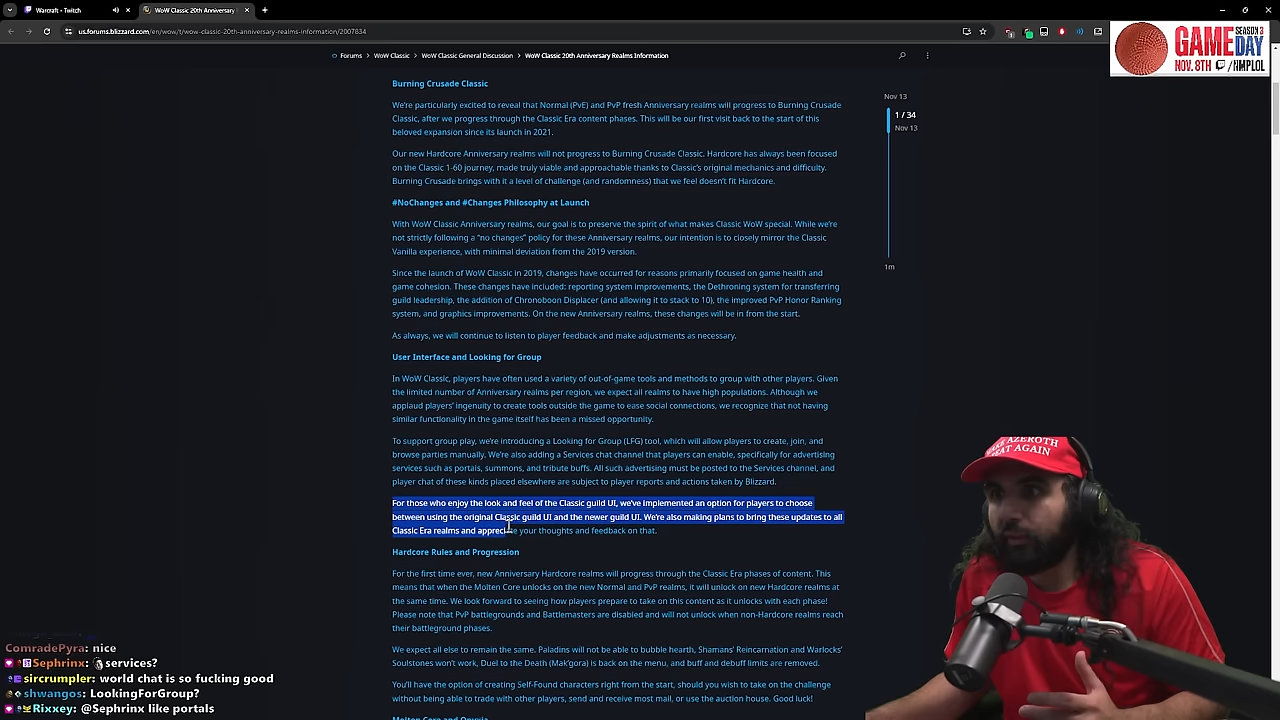 Warcraft - Twitch
WoW Classic 20th Anniversary
us.forums.blizzard.com/en/wow/t/wow-classic-20th-anniversary-realms-information/2007834
GAME
DAY
SEASON 3
NOV. 8TH
/HMPLOL
Forums > WoW Classic > WoW Classic General Discussion > WoW Classic 20th Anniversary Realms Information
Burning Crusade Classic
We're particularly excited to reveal that Normal (PvE) and PvP fresh Anniversary realms will progress to Burning Crusade
Classic, after we progress through the Classic Era content phases. This will be our first visit back to the start of this
beloved expansion since its launch in 2021.
Our new Hardcore Anniversary realms will not progress to Burning Crusade Classic. Hardcore has always been focused
on the Classic 1-60 journey, made truly viable and approachable thanks to Classic's original mechanics and difficulty.
Burning Crusade brings with it a level of challenge (and randomness) that we feel doesn't fit Hardcore.
#NoChanges and #Changes Philosophy at Launch
With WoW Classic Anniversary realms, our goal is to preserve the spirit of what makes Classic WoW special. While we're
not strictly following a "no changes" policy for these Anniversary realms, our intention is to closely mirror the Classic
Vanilla experience, with minimal deviation from the 2019 version.
Since the launch of WoW Classic in 2019, changes have occurred for reasons primarily focused on game health and
game cohesion. These changes have included: reporting system improvements, the Dethroning system for transferring
guild leadership, the addition of Chronoboon Displacer (and allowing it to stack to 10), the improved PvP Honor Ranking
system, and graphics improvements. On the new Anniversary realms, these changes will be in from the start.
As always, we will continue to listen to player feedback and make adjustments as necessary.
User Interface and Looking for Group
In WoW Classic, players have often used a variety of out-of-game tools and methods to group with other players. Given
the limited number of Anniversary realms per region, we expect all realms to have high populations. Although we
applaud players' ingenuity to create tools outside the game to ease social connections, we recognize that not having
similar functionality in the game itself has been a missed opportunity.
To support group play, we're introducing a Looking for Group (LFG) tool, which will allow players to create, join, and
browse parties manually. We're also adding a Services chat channel that players can enable, specifically for advertising
services such as portals, summons, and tribute buffs. All such advertising must be posted to the Services channel, and
player chat of these kinds placed elsewhere are subject to player reports and actions taken by Blizzard.
For those who enjoy the look and feel of the Classic guild UI, we've implemented an option for players to choose
between using the original Classic guild UI and the newer guild UI. We're also making plans to bring these updates to all
Classic Era realms and appreciate your thoughts and feedback on that.
Hardcore Rules and Progression
For the first time ever, new Anniversary Hardcore realms will progress through the Classic Era phases of content. This
means that when the Molten Core unlocks on the new Normal and PvP realms, it will unlock on new Hardcore realms at
the same time. We look forward to seeing how players prepare to take on this content as it unlocks with each phase!
Please note that PvP battlegrounds and Battlemasters are disabled and will not unlock when non-Hardcore realms reach
their battleground phases.
We expect all else to remain the same. Paladins will not be able to bubble hearth, Shamans' Reincarnation and Warlocks'
Soulstones won't work, Duel to the Death (Mak'gora) is back on the menu, and buff and debuff limits are removed.
You'll have the option of creating Self-Found characters right from the start, should you wish to take on the challenge
without being able to trade with other players, send and receive most mail, or use the auction house. Good luck!
Molten Core and Onyxia
Nov 13
1 / 34
Nov 13
1m
MAKE AZEROTH
GREAT AGAIN
ComradePyra: nice
Sephrinx: services?
sircrumpler: world chat is so fucking good
shwangos: LookingForGroup?
Rixxey: @Sephrinx like portals